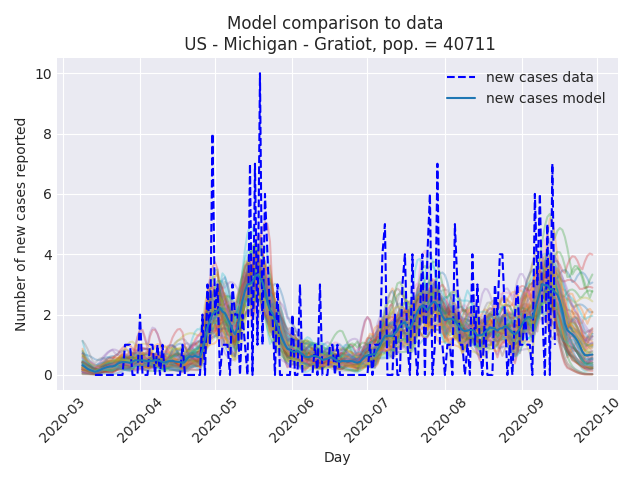 Model comparison to data
US - Michigan - Gratiot, pop. = 40711
new cases data
new cases model
Number of new cases reported
10
8
6
4
2
0
2020-03
2020-04
2020-05
2020-06
2020-07
2020-08
2020-09
2020-10
Day